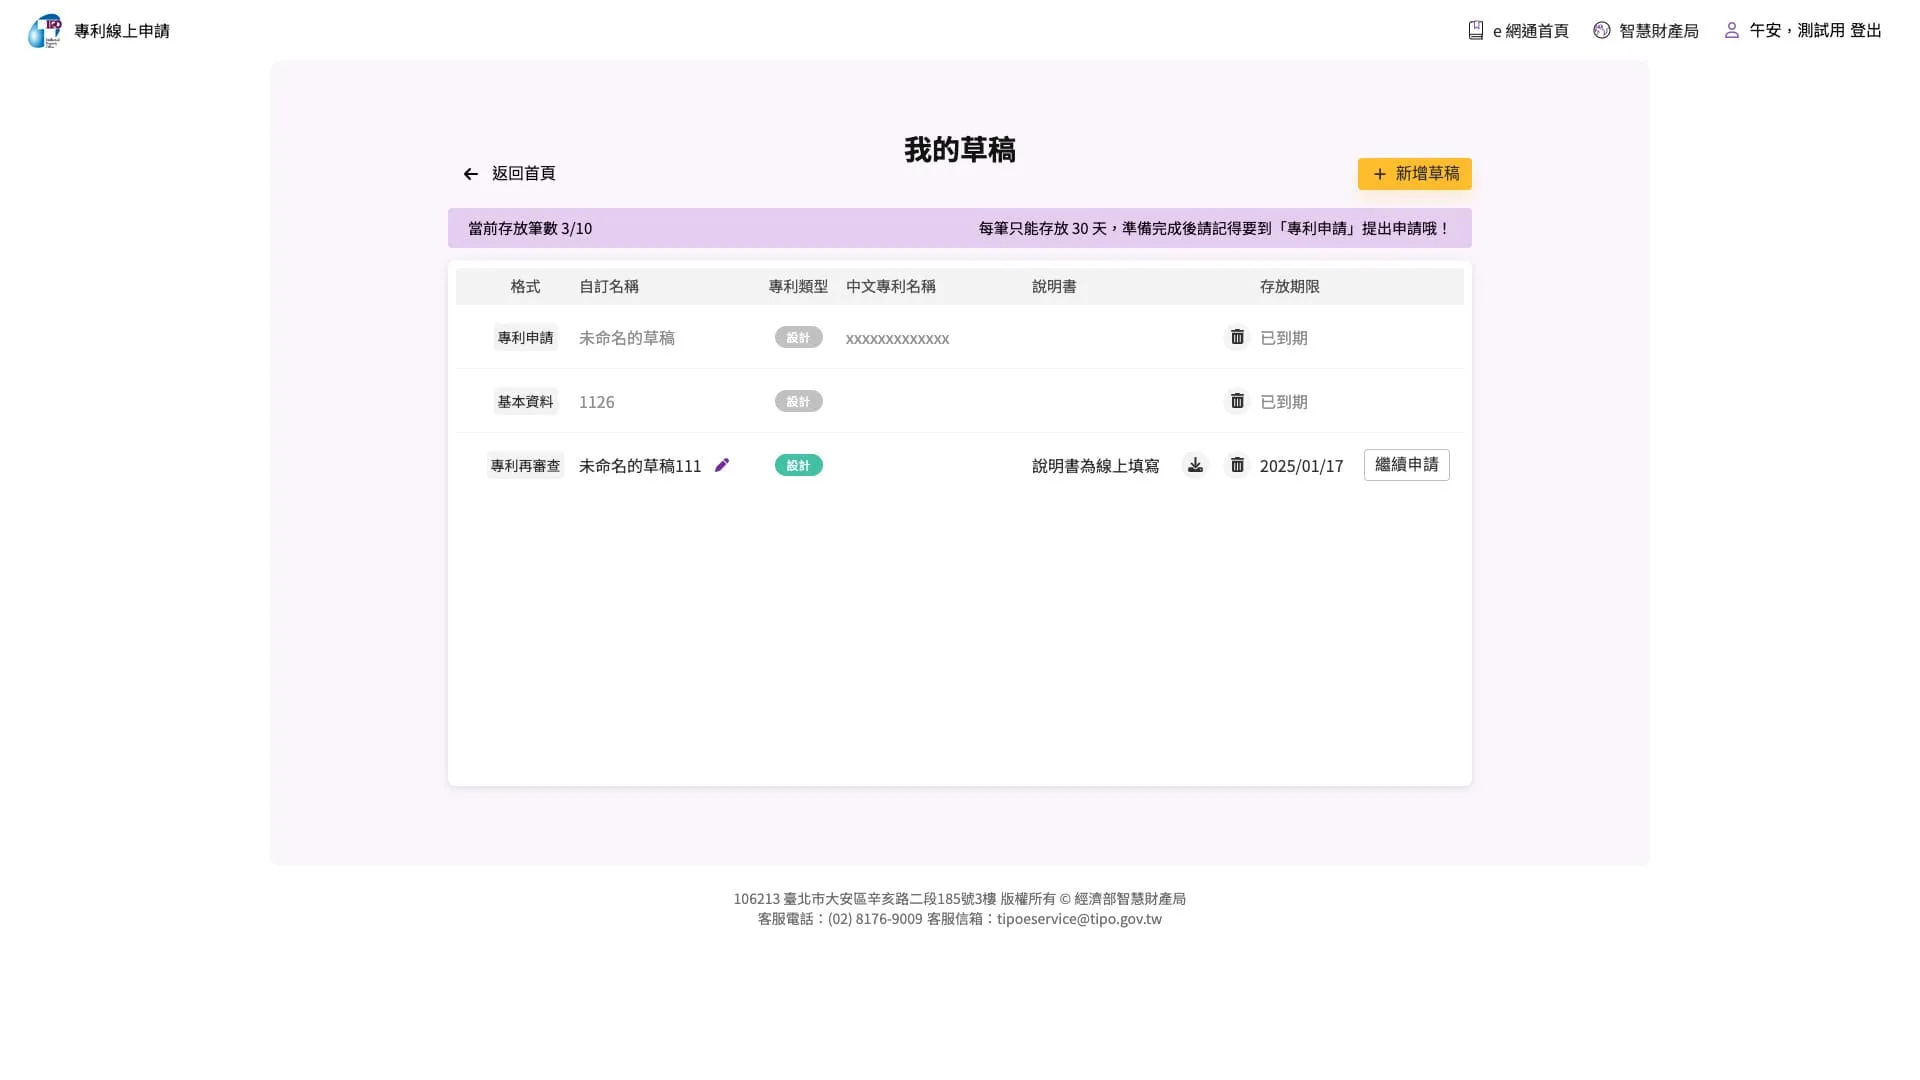 專利線上申請
e 網通首頁
智慧財產局
午安，測試用 登出
我的草稿
返回首頁
新增草稿
當前存放筆數 3/10
每筆只能存放 30 天，準備完成後請記得要到「專利申請」提出申請哦！
格式 自訂名稱 專利類型 中文專利名稱 說明書 存放期限
專利申請 未命名的草稿 設計 xxxxxxxxxxxxx 已到期
基本資料 1126 設計 已到期
專利再審查 未命名的草稿111 設計 說明書為線上填寫 2025/01/17 繼續申請
106213 臺北市大安區辛亥路二段185號3樓 版權所有 © 經濟部智慧財產局
客服電話：(02) 8176-9009 客服信箱：tipoeservice@tipo.gov.tw